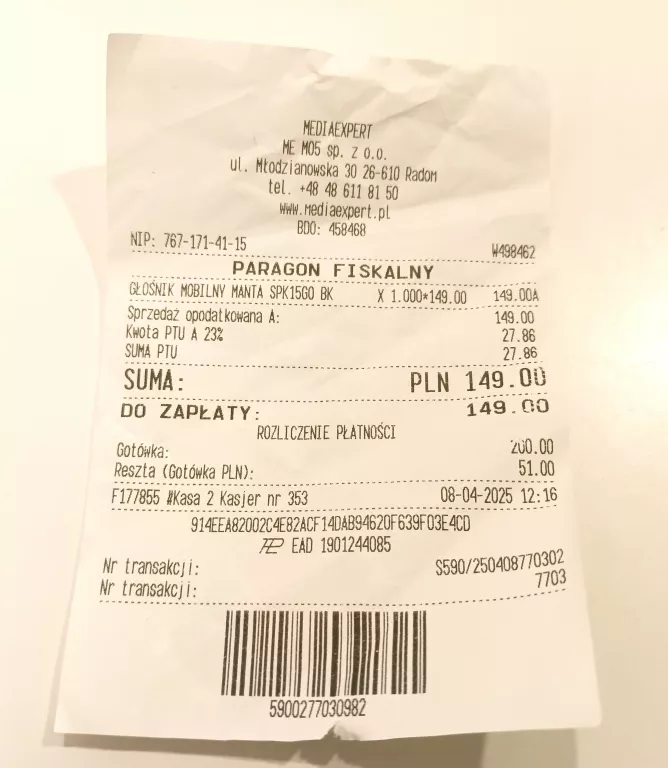 MEDIAEXPERT
ME M05 sp. z o.o.
ul. Młodzianowska 30 26-610 Radom
tel. +48 48 611 81 50
www.mediaexpert.pl
BDO: 458468
NIP: 767-171-41-15 W498462
PARAGON FISKALNY
GŁOŚNIK MOBILNY MANTA SPK15GO BK X 1.000*149.00 149.00A
Sprzedaż opodatkowana A: 149.00
Kwota PTU A 23% 27.86
SUMA PTU 27.86
SUMA: PLN 149.00
DO ZAPŁATY: 149.00
ROZLICZENIE PŁATNOŚCI
Gotówka: 200.00
Reszta (Gotówka PLN): 51.00
F177855 #Kasa 2 Kasjer nr 353 08-04-2025 12:16
914EEA82002C4E82ACF14DAB94620F639F03E4CD
EAD 1901244085
Nr transakcji: S590/250408770302
Nr transakcji: 7703
5900277030982